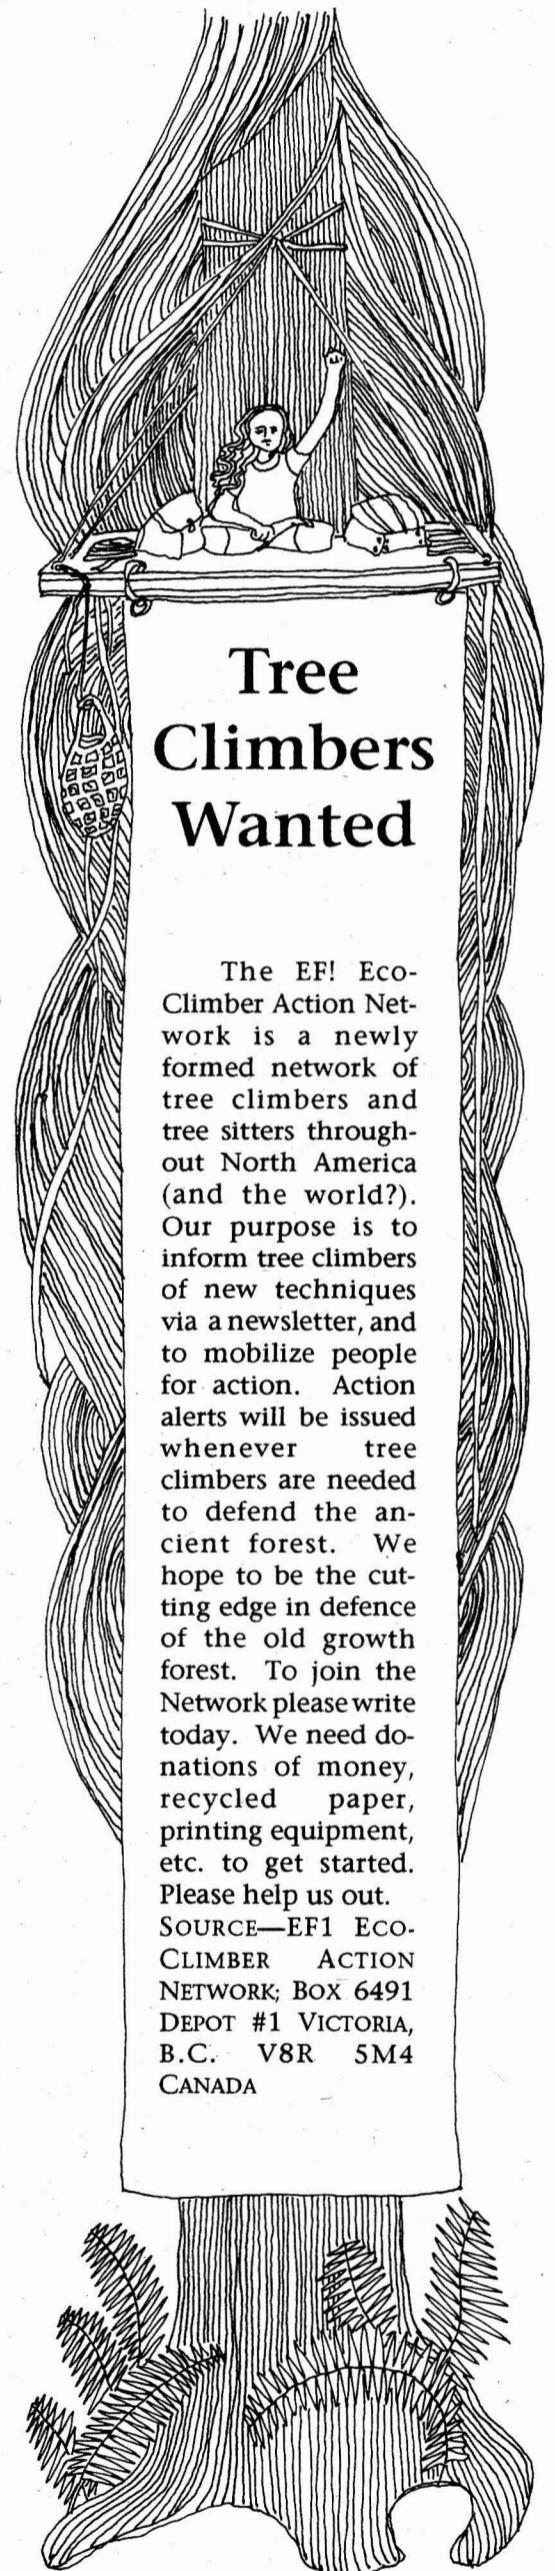 Tree
Climbers
Wanted
The EF! Eco-
Climber Action Net-
work is a newly
formed network of
tree climbers and
tree sitters through-
out North America
(and the world?).
Our purpose is to
inform tree climbers
of new techniques
via a newsletter, and
to mobilize people
for action. Action
alerts will be issued
whenever tree
climbers are needed
to defend the an-
cient forest. We
hope to be the cut-
ting edge in defence
of the old growth
forest. To join the
Network please write
today. We need do-
nations of money,
recycled paper,
printing equipment,
etc. to get started.
Please help us out.
SOURCE—EF1 ECO-
CLIMBER ACTION
NETWORK; BOX 6491
DEPOT #1 VICTORIA,
B.C. V8R 5M4
CANADA